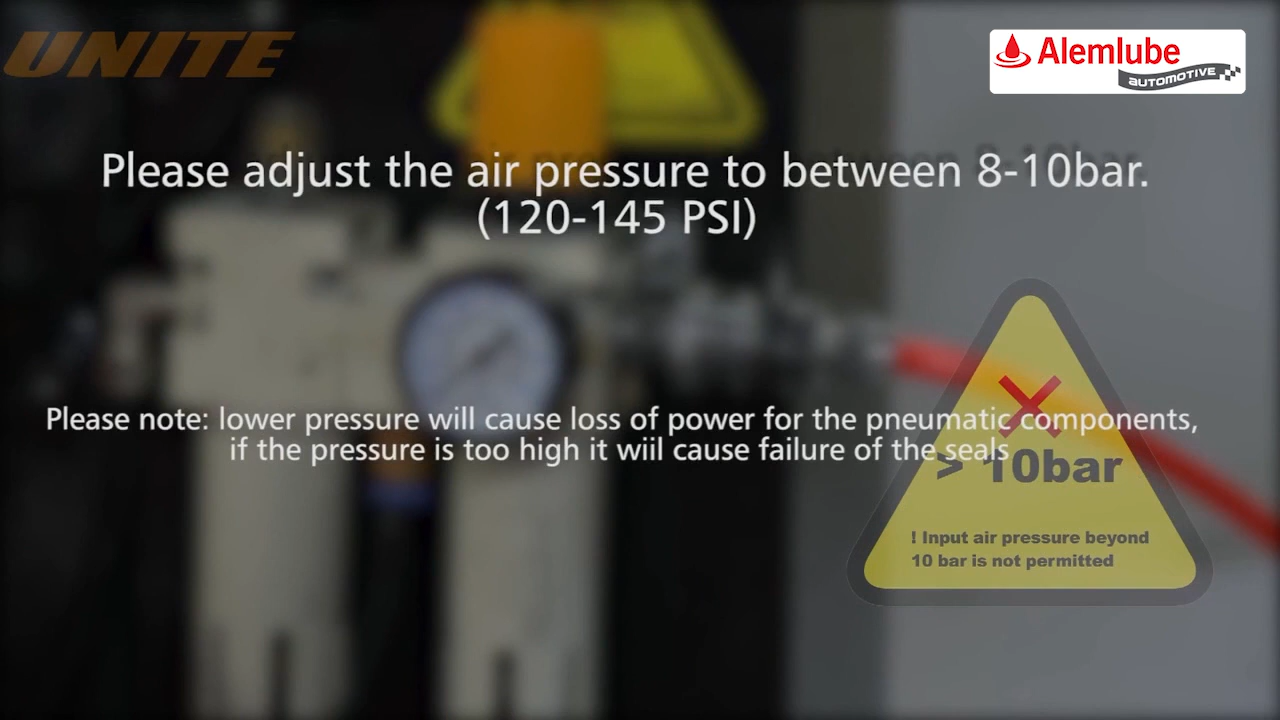 UNITE
Alemlube
AUTOMOTIVE
Please adjust the air pressure to between 8-10bar.
(120-145 PSI)
Please note: lower pressure will cause loss of power for the pneumatic components,
if the pressure is too high it wiil cause failure of the seals
> 10bar
! Input air pressure beyond
10 bar is not permitted